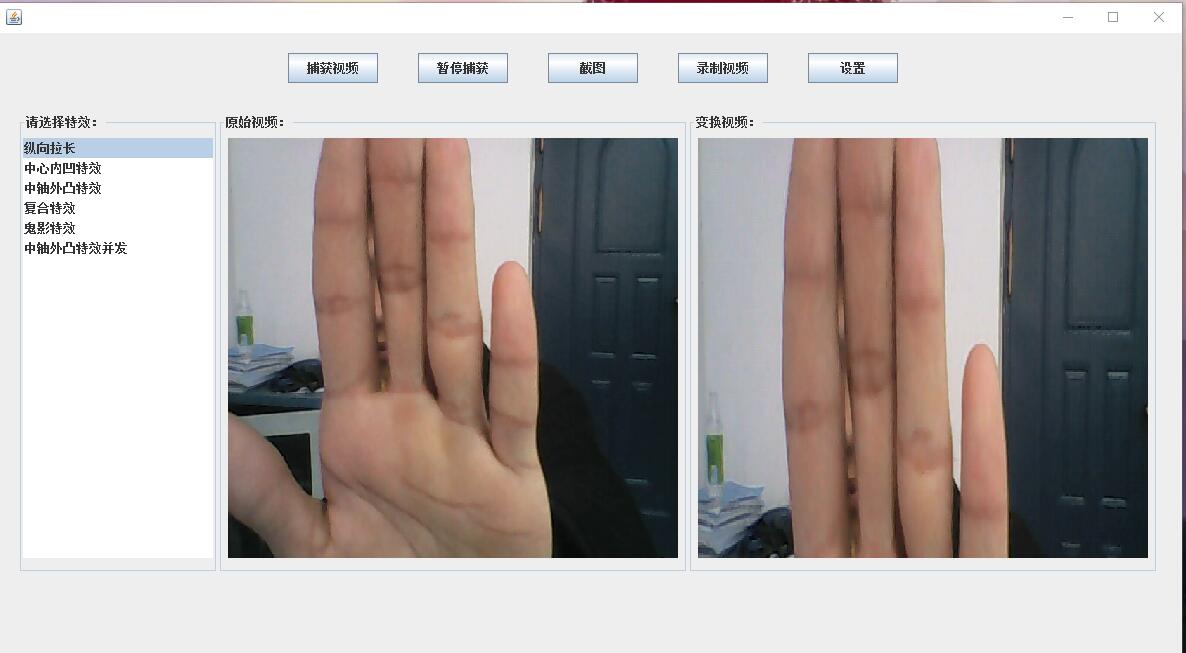 捕获视频
暂停捕获
截图
录制视频
设置
请选择特效：
纵向拉长
中心内凹特效
中轴外凸特效
复合特效
鬼影特效
中轴外凸特效并发
原始视频：
变换视频：